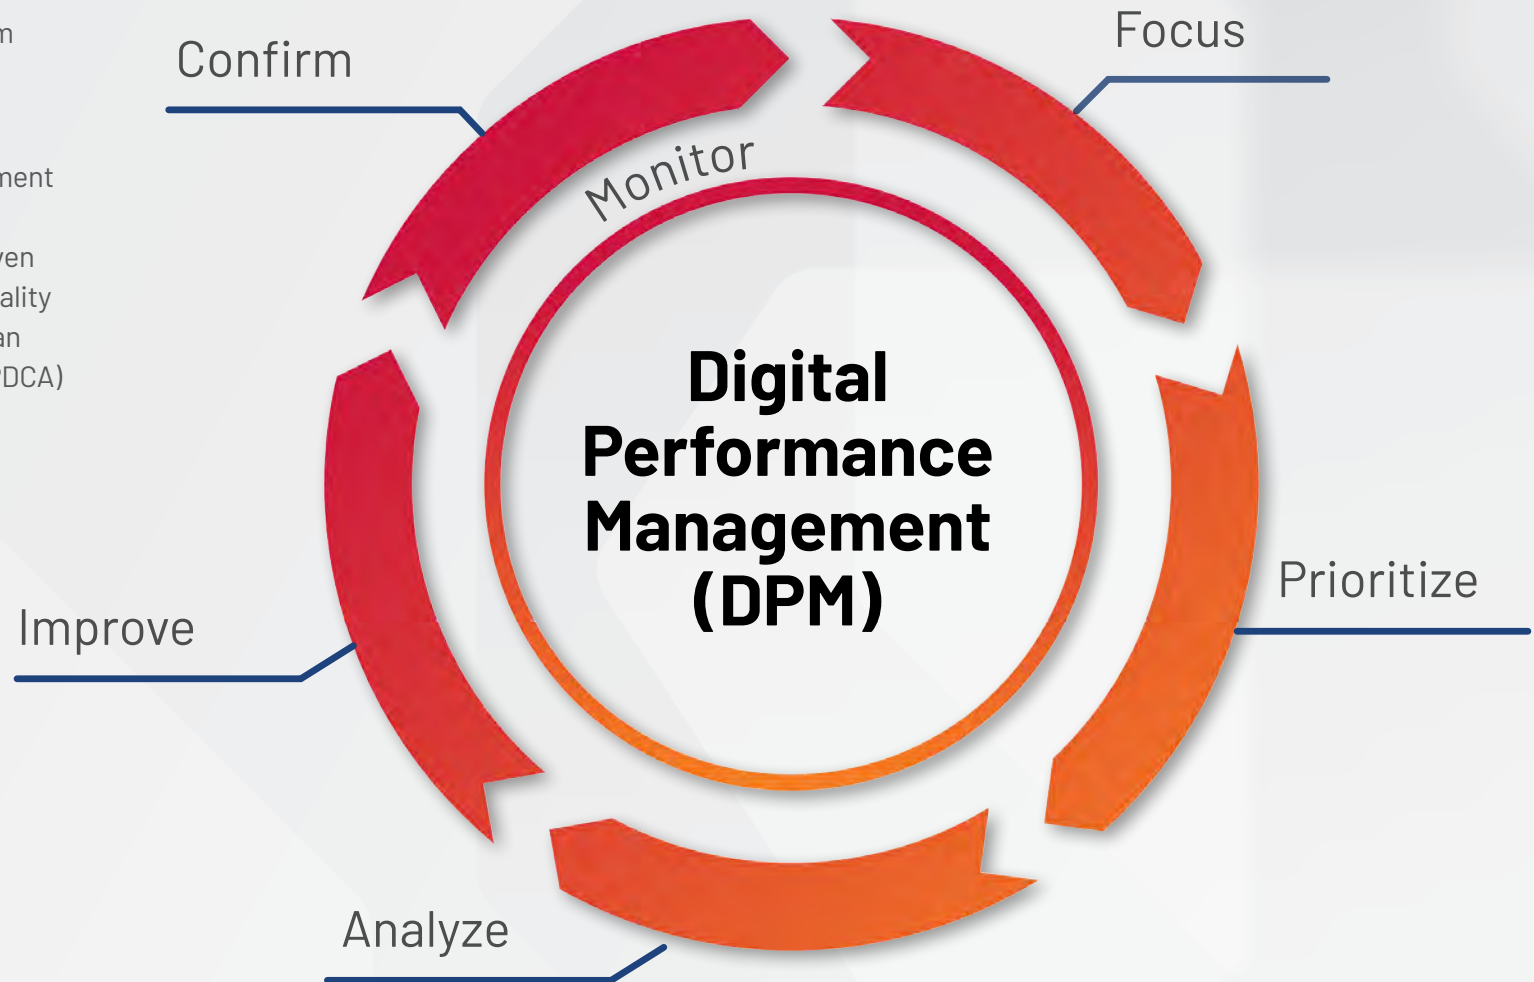 Confirm
Focus
Monitor
Digital
Performance
Management
(DPM)
Prioritize
Improve
Analyze